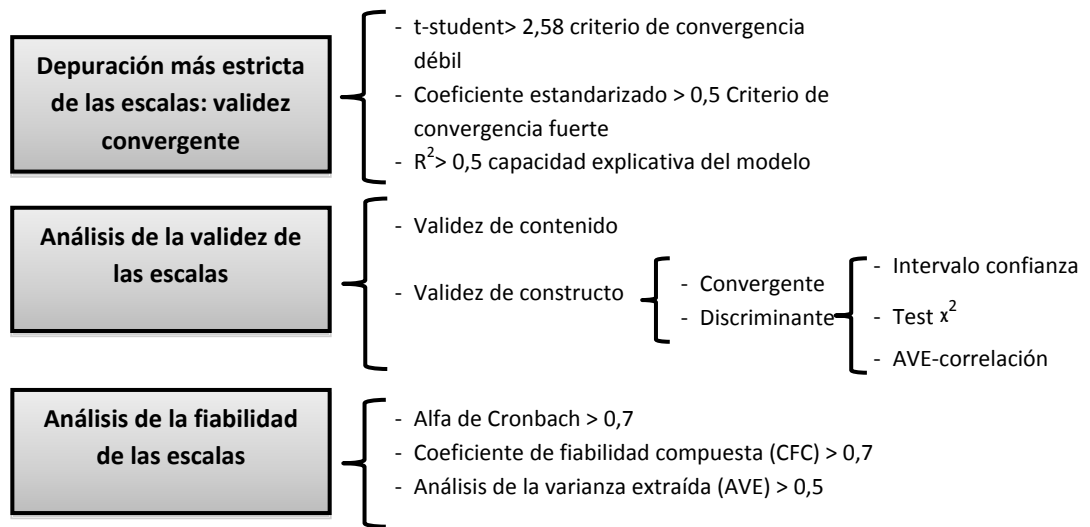 Depuración más estricta
de las escalas: validez
convergente
- t-student> 2,58 criterio de convergencia
débil
- Coeficiente estandarizado > 0,5 Criterio de
convergencia fuerte
- R²> 0,5 capacidad explicativa del modelo
Análisis de la validez de
las escalas
- Validez de contenido
- Validez de constructo
- Convergente
- Discriminante
- Intervalo confianza
- Test x²
- AVE-correlación
Análisis de la fiabilidad
de las escalas
- Alfa de Cronbach > 0,7
- Coeficiente de fiabilidad compuesta (CFC) > 0,7
- Análisis de la varianza extraída (AVE) > 0,5